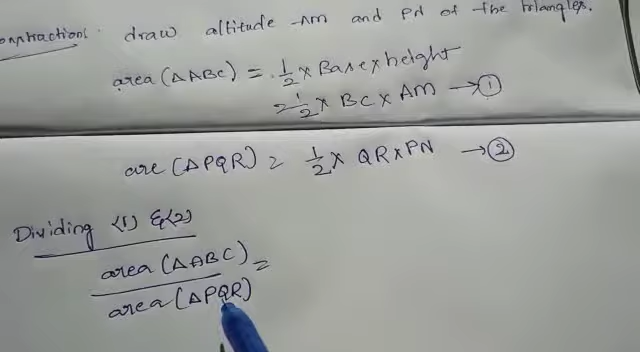 onstraction: draw altitude AM and PN of the triangles.
area (△ABC) = 1/2 × Base × height
= 1/2 × BC × AM → ①
are (△PQR) = 1/2 × QR × PN → ②
Dividing (1) & (2)
area (△ABC) =
area (△PQR)